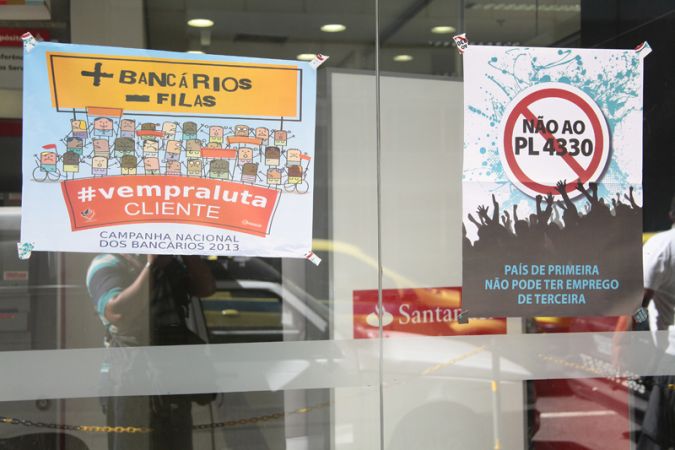 + BANCÁRIOS
= FILAS
#vempraluta
CLIENTE
CAMPANHA NACIONAL
DOS BANCÁRIOS 2013
NÃO AO
PL 4330
PAÍS DE PRIMEIRA
NÃO PODE TER EMPREGO
DE TERCEIRA
Santan